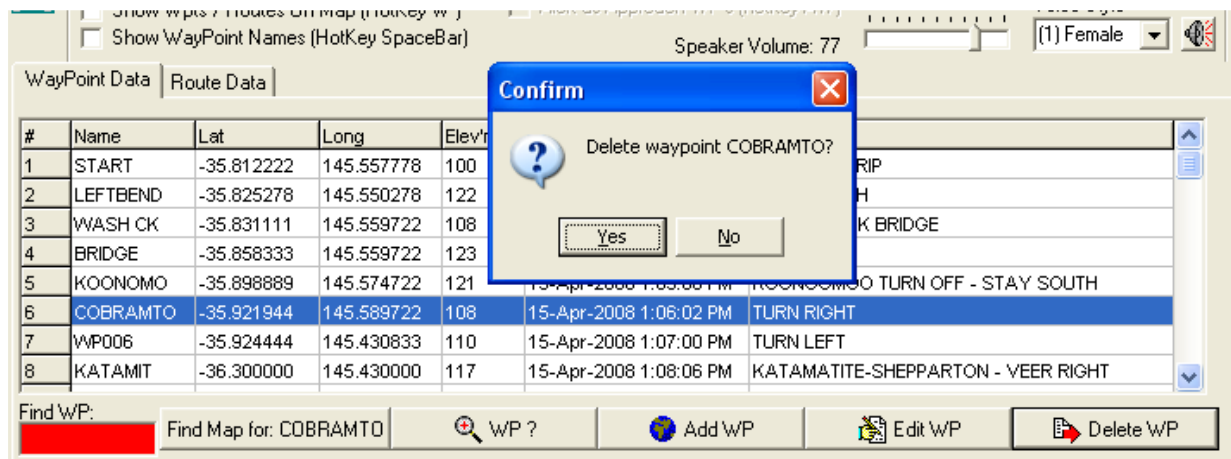 Show WayPoint Names (HotKey SpaceBar)
Speaker Volume: 77
(1) Female
WayPoint Data Route Data
Confirm
Delete waypoint COBRAMTO?
Yes No
# Name Lat Long
1 START -35.812222 145.557778 100
2 LEFTBEND -35.825278 145.550278 122
3 WASH CK -35.831111 145.559722 108 K BRIDGE
4 BRIDGE -35.858333 145.559722 123
5 KOONOMO -35.898889 145.574722 121 TURN OFF - STAY SOUTH
6 COBRAMTO -35.921944 145.589722 108 15-Apr-2008 1:06:02 PM TURN RIGHT
7 WP006 -35.924444 145.430833 110 15-Apr-2008 1:07:00 PM TURN LEFT
8 KATAMIT -36.300000 145.430000 117 15-Apr-2008 1:08:06 PM KATAMATITE-SHEPPARTON - VEER RIGHT
Find WP:
Find Map for: COBRAMTO WP ? Add WP Edit WP Delete WP